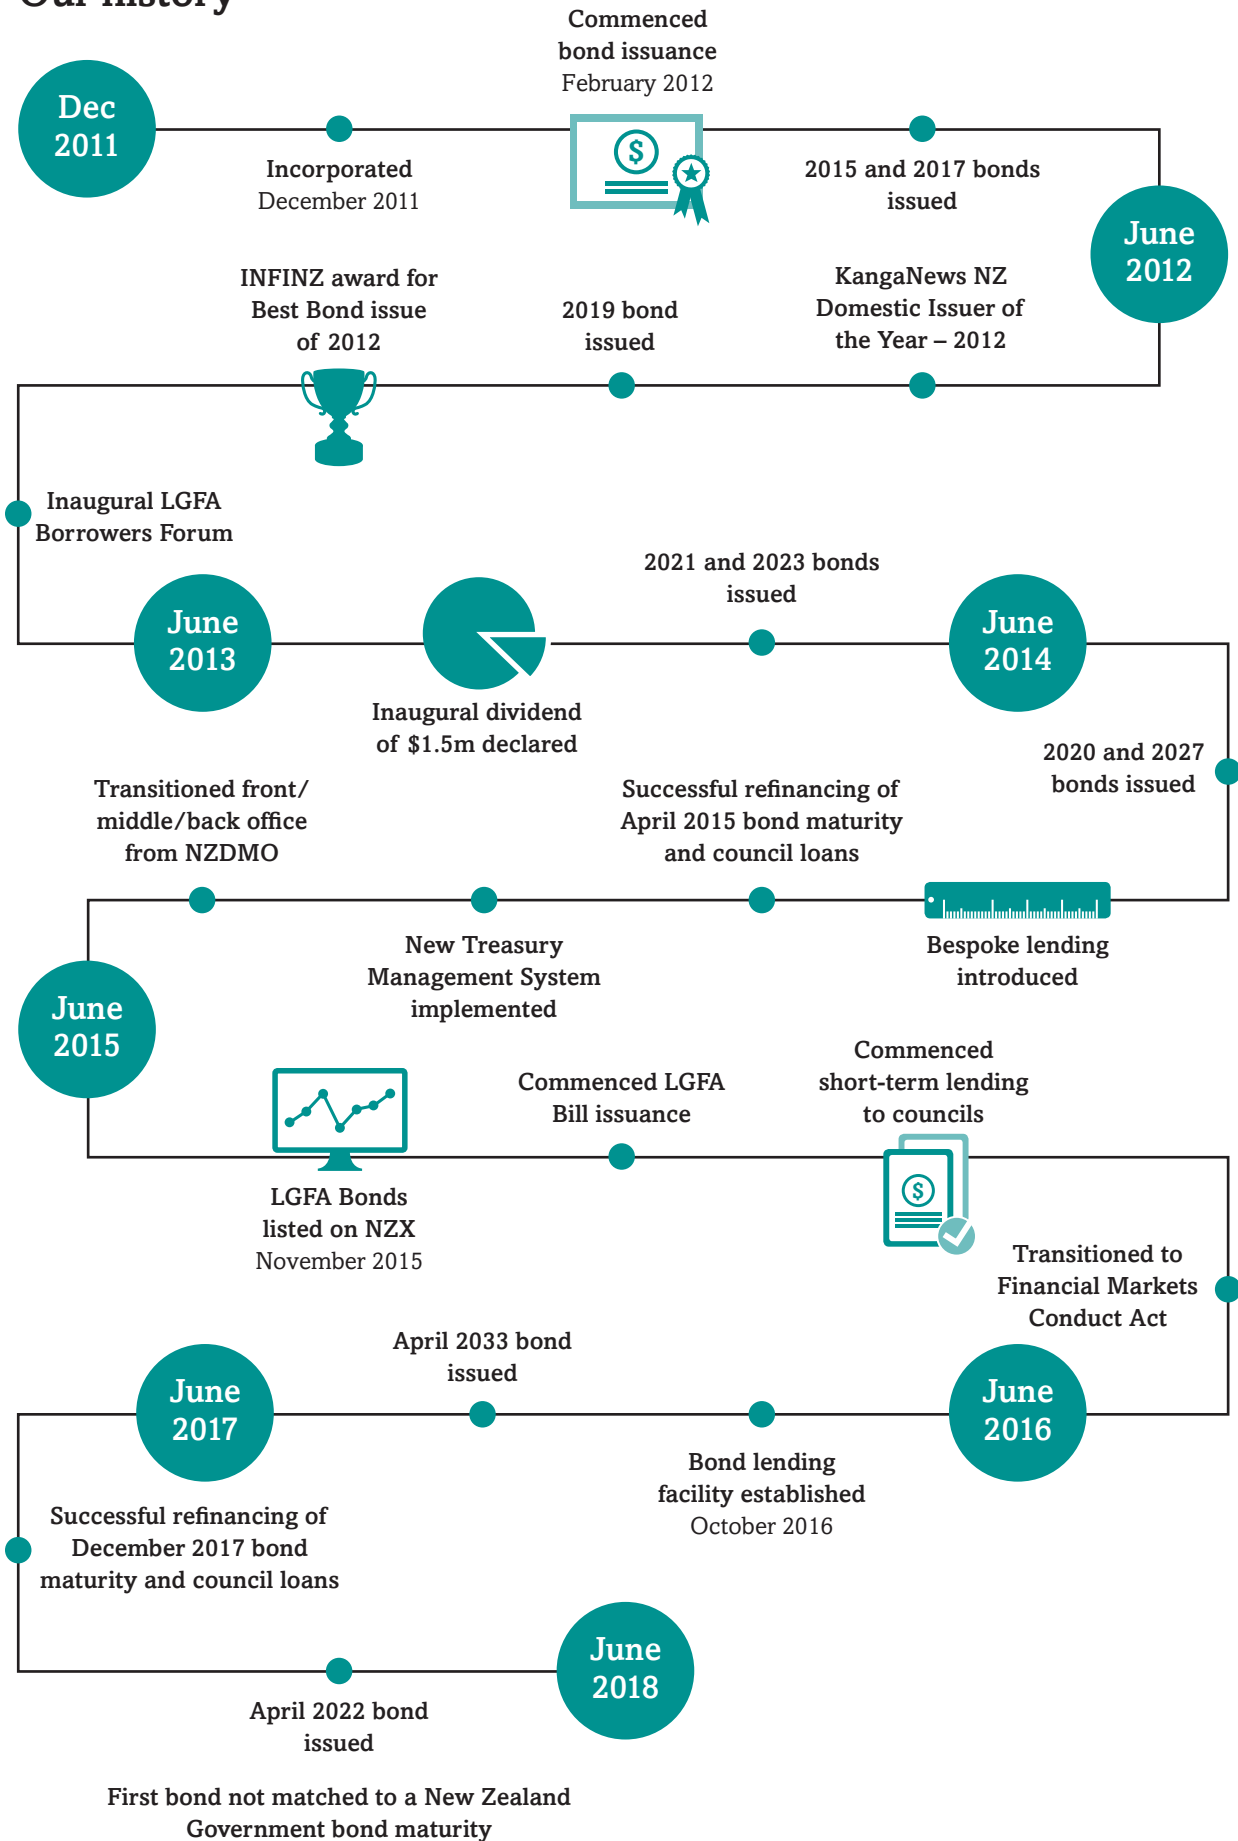 Our history
Commenced
bond issuance
February 2012
Dec
2011
Incorporated
December 2011
$
2015 and 2017 bonds
issued
June
2012
KangaNews NZ
Domestic Issuer of
the Year – 2012
2019 bond
issued
INFINZ award for
Best Bond issue
of 2012
Inaugural LGFA
Borrowers Forum
June
2013
Inaugural dividend
of $1.5m declared
2021 and 2023 bonds
issued
June
2014
2020 and 2027
bonds issued
Bespoke lending
introduced
Successful refinancing of
April 2015 bond maturity
and council loans
New Treasury
Management System
implemented
Transitioned front/
middle/back office
from NZDMO
June
2015
LGFA Bonds
listed on NZX
November 2015
Commenced LGFA
Bill issuance
Commenced
short-term lending
to councils
$
Transitioned to
Financial Markets
Conduct Act
June
2016
Bond lending
facility established
October 2016
April 2033 bond
issued
June
2017
Successful refinancing of
December 2017 bond
maturity and council loans
April 2022 bond
issued
First bond not matched to a New Zealand
Government bond maturity
June
2018